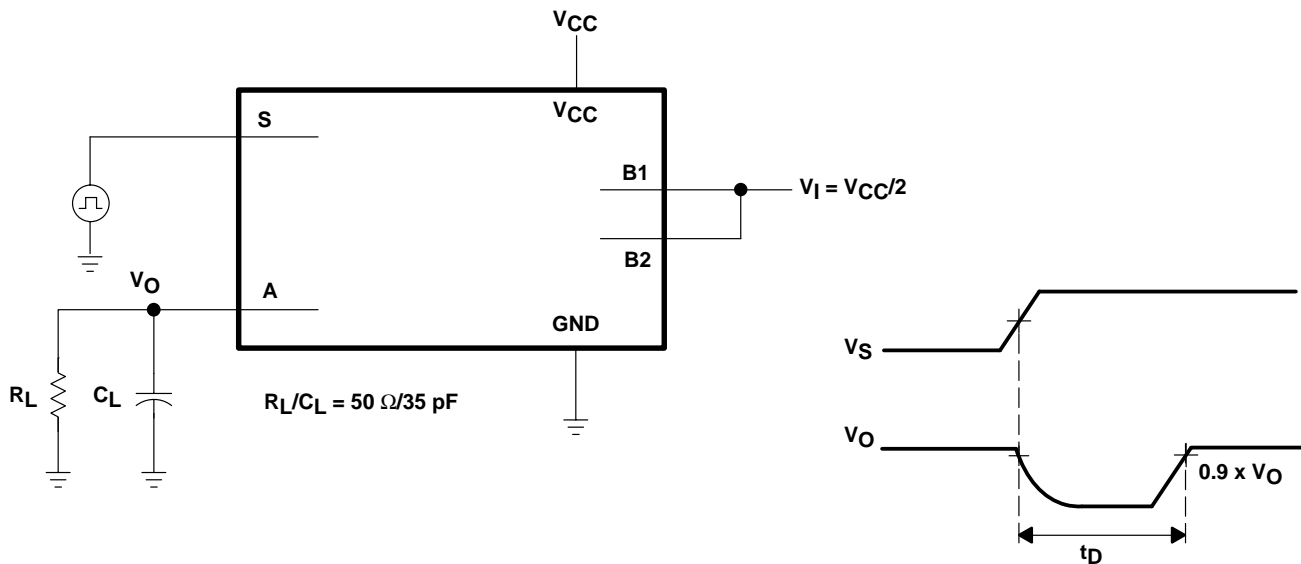 VCC
S
VCC
B1
VI = VCC/2
B2
VO
A
GND
RL
CL
RL/CL = 50 Ω/35 pF
VS
VO
0.9 x VO
tD